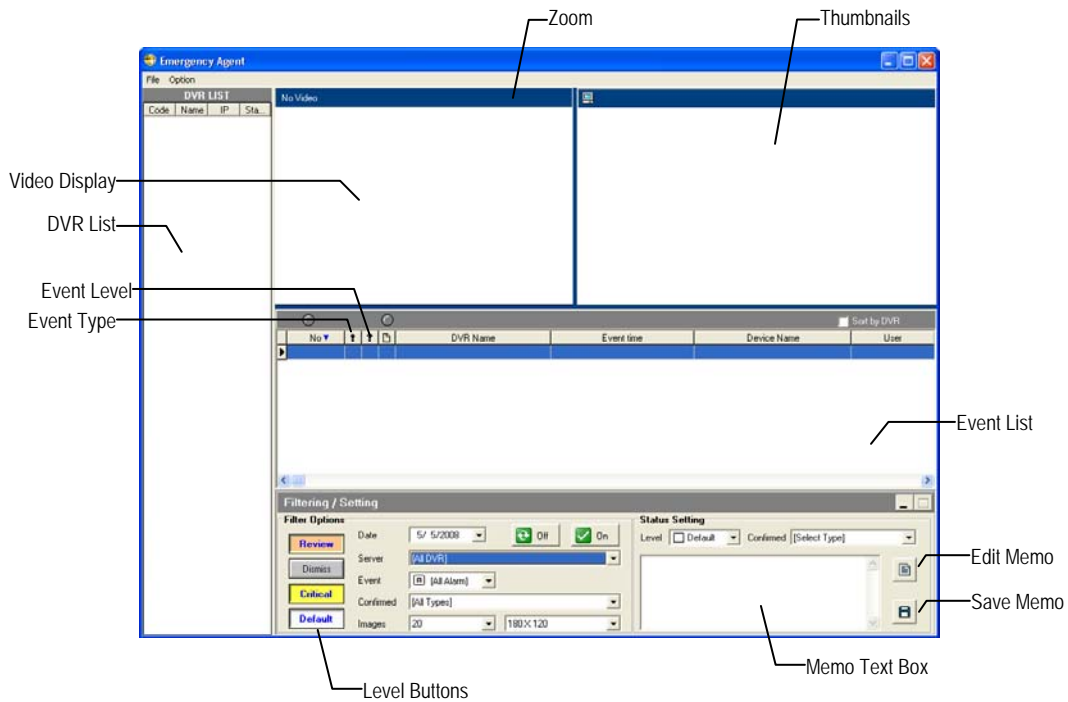 Zoom
Thumbnails
Emergency Agent
File Option
DVR LIST
Code Name IP Sta...
No Video
Video Display
DVR List
Event Level
Event Type
Sort by DVR
No DVR Name Event time Device Name User
Event List
Filtering / Setting
Filter Options
Review
Dismiss
Critical
Default
Date 5/ 5/2008 Off On
Server [All DVR]
Event [All Alarm]
Confirmed [All Types]
Images 20 180 X 120
Status Setting
Level Default Confirmed [Select Type]
Edit Memo
Save Memo
Memo Text Box
Level Buttons